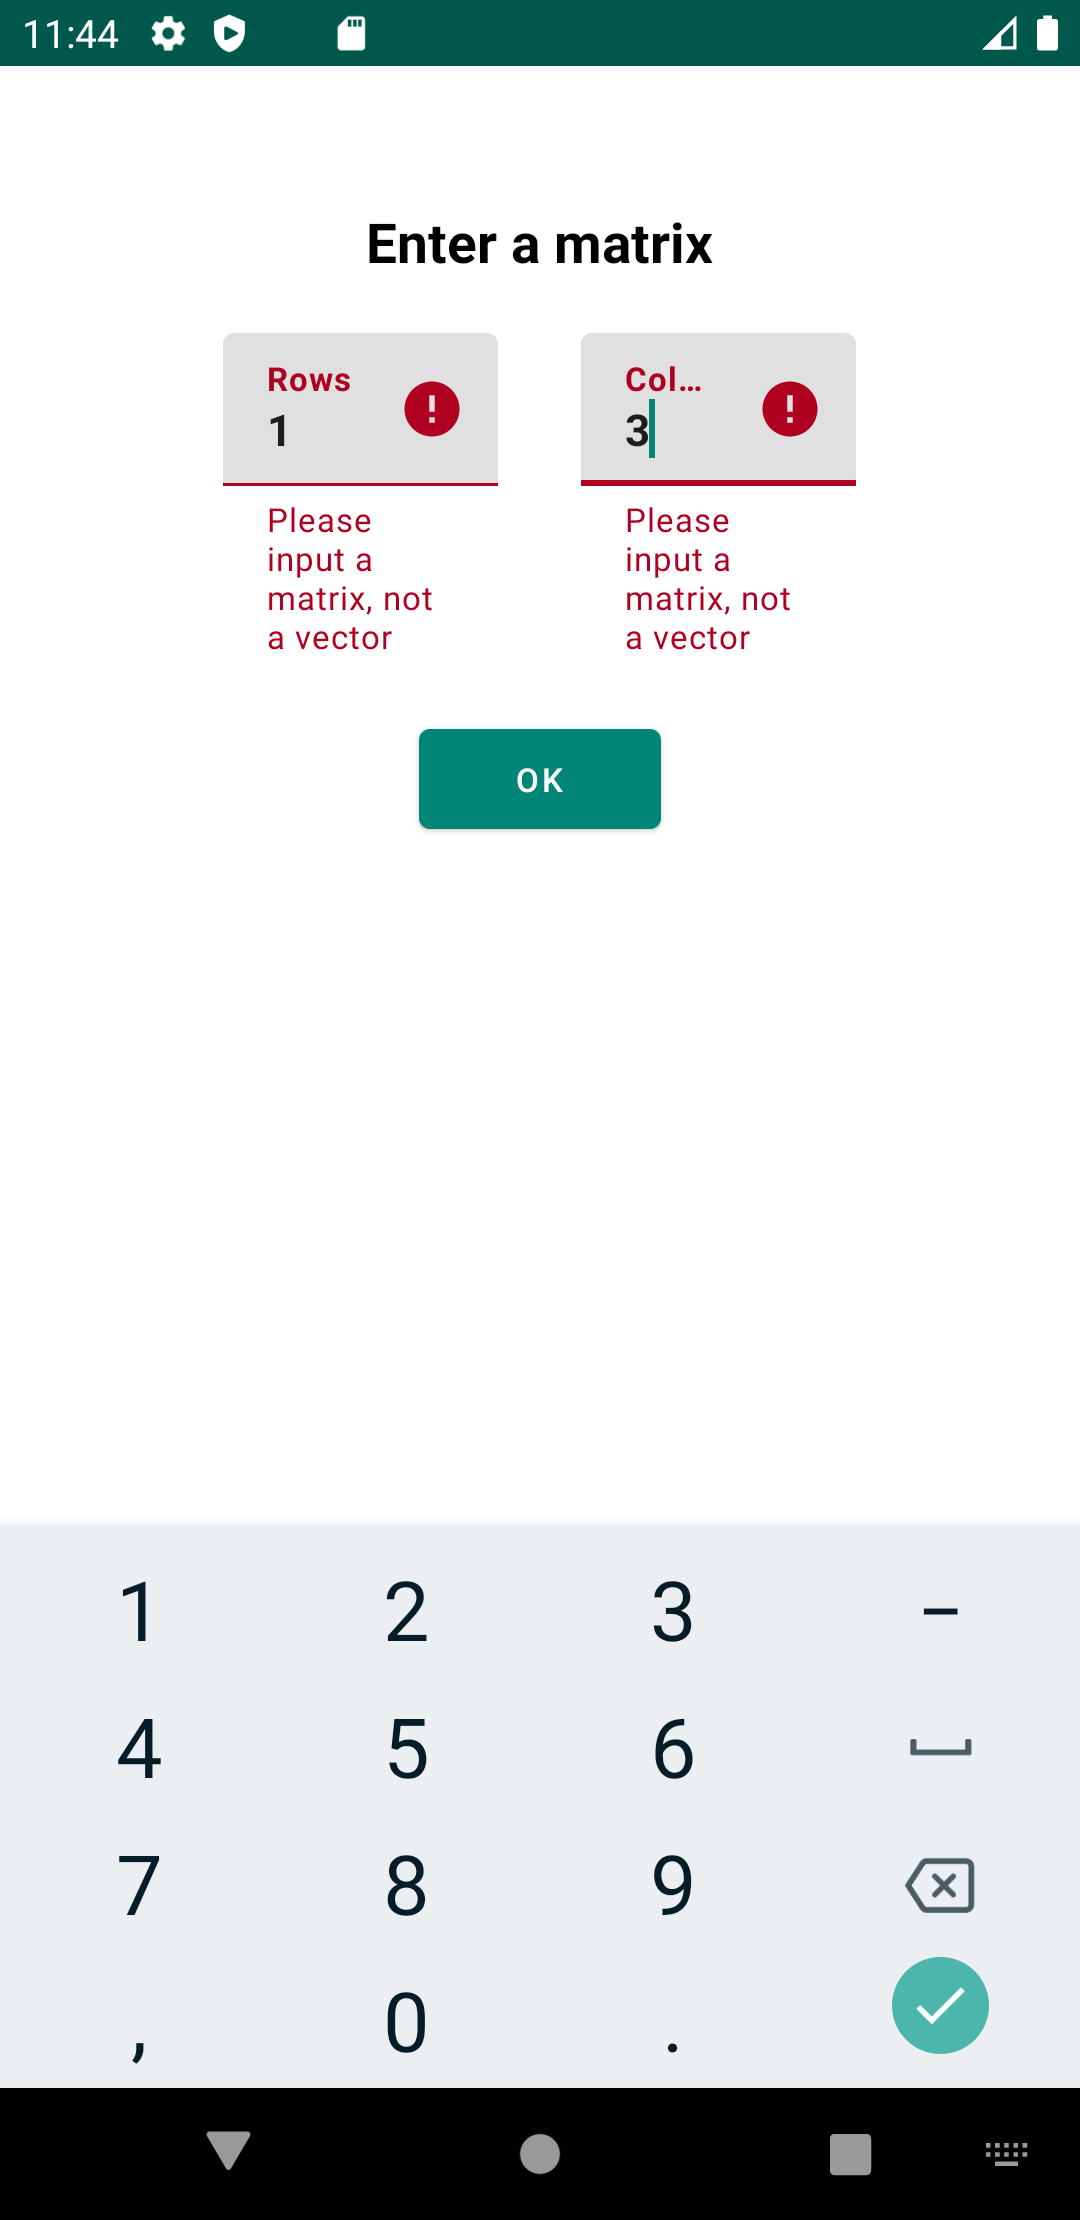 11:44
Enter a matrix
Rows
1
Please
input a
matrix, not
a vector
Col…
3
Please
input a
matrix, not
a vector
OK
1 2 3 –
4 5 6
7 8 9
, 0 .